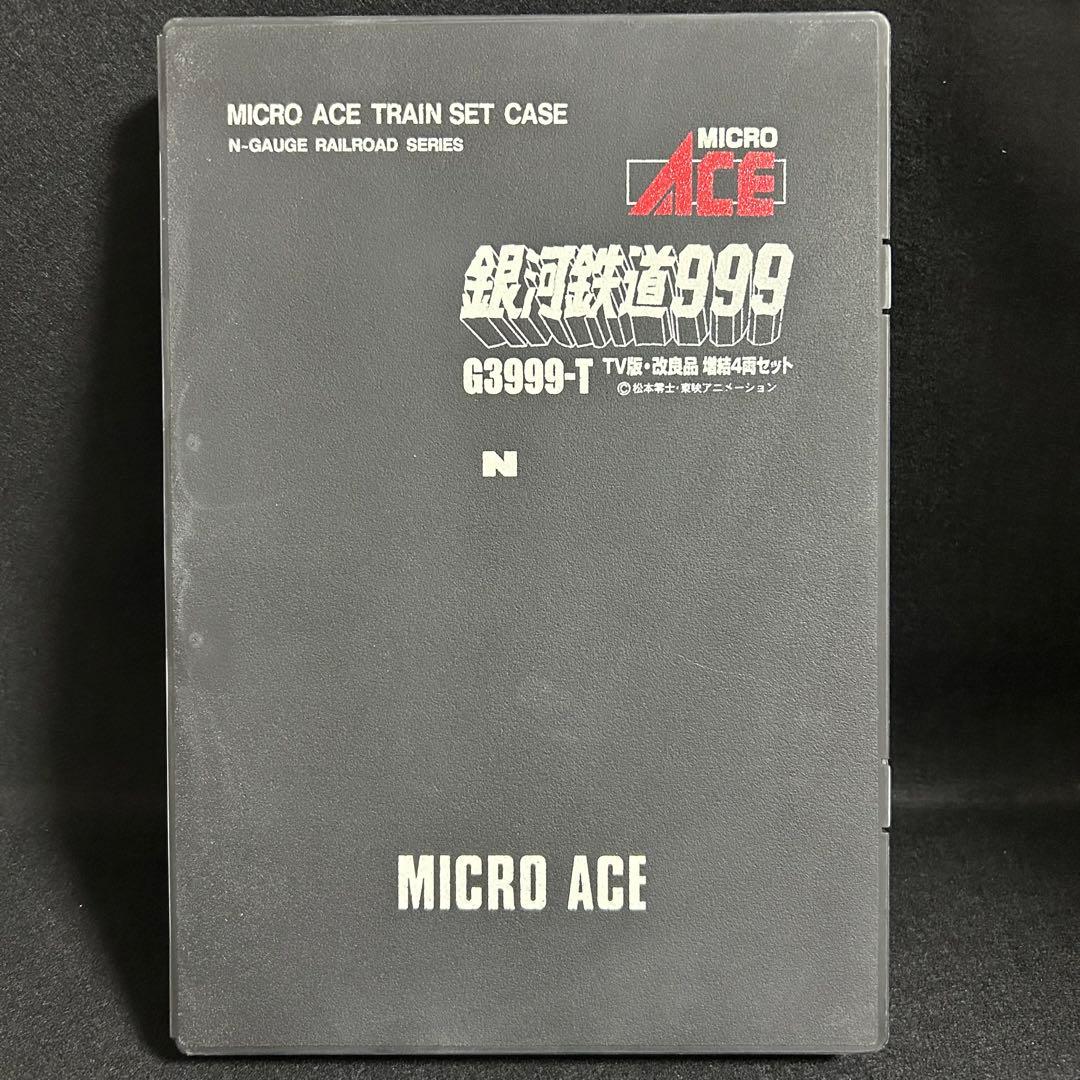 MICRO ACE TRAIN SET CASE
N-GAUGE RAILROAD SERIES
MICRO
ACE
銀河鉄道999
G3999-T TV版・改良品 増結4両セット
©松本零士・東映アニメーション
N
MICRO ACE